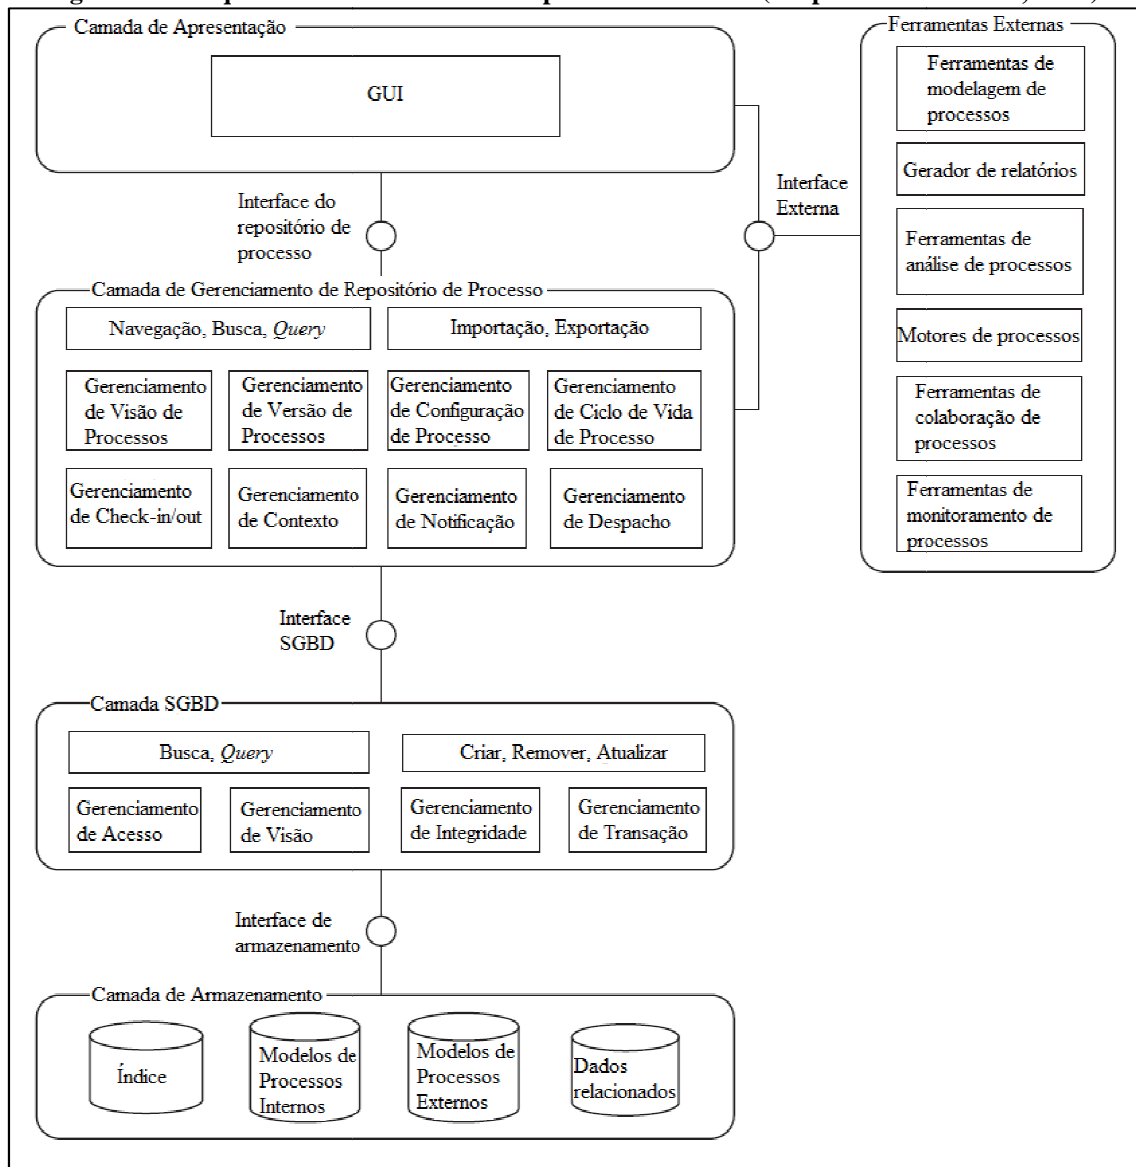 Camada de Apresentação
GUI
Interface do
repositório de
processo
Interface
Externa
Ferramentas Externas
Ferramentas de
modelagem de
processos
Gerador de relatórios
Ferramentas de
análise de processos
Motores de processos
Ferramentas de
colaboração de
processos
Ferramentas de
monitoramento de
processos
Camada de Gerenciamento de Repositório de Processo
Navegação, Busca, Query
Importação, Exportação
Gerenciamento
de Visão de
Processos
Gerenciamento
de Versão de
Processos
Gerenciamento
de Configuração
de Processo
Gerenciamento
de Ciclo de Vida
de Processo
Gerenciamento
de Check-in/out
Gerenciamento
de Contexto
Gerenciamento
de Notificação
Gerenciamento
de Despacho
Interface
SGBD
Camada SGBD
Busca, Query
Criar, Remover, Atualizar
Gerenciamento
de Acesso
Gerenciamento
de Visão
Gerenciamento
de Integridade
Gerenciamento
de Transação
Interface de
armazenamento
Camada de Armazenamento
Índice
Modelos de
Processos
Internos
Modelos de
Processos
Externos
Dados
relacionados